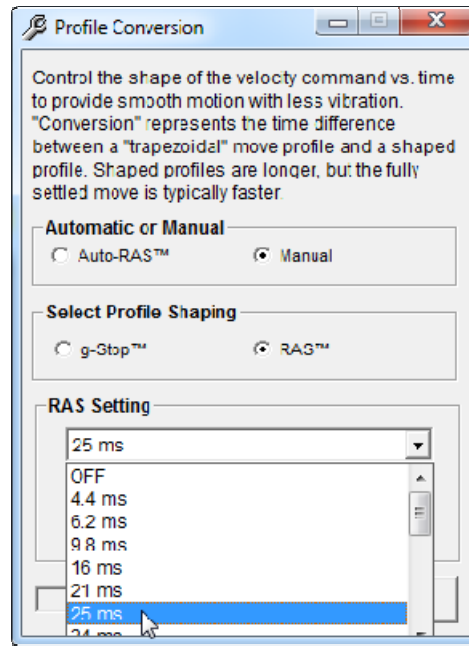 Profile Conversion
Control the shape of the velocty command vs. time
to provide smooth motion with less vibration.
"Conversion" represents the time difference
between a "trapezoidal" move profile and a shaped
profile. Shaped profiles are longer, but the fully
settled move is typically faster.
Automatic or Manual
Auto-RAS™ Manual
Select Profile Shaping
g-Stop™ RAS™
RAS Setting
25 ms
OFF
4.4 ms
6.2 ms
9.8 ms
16 ms
21 ms
25 ms